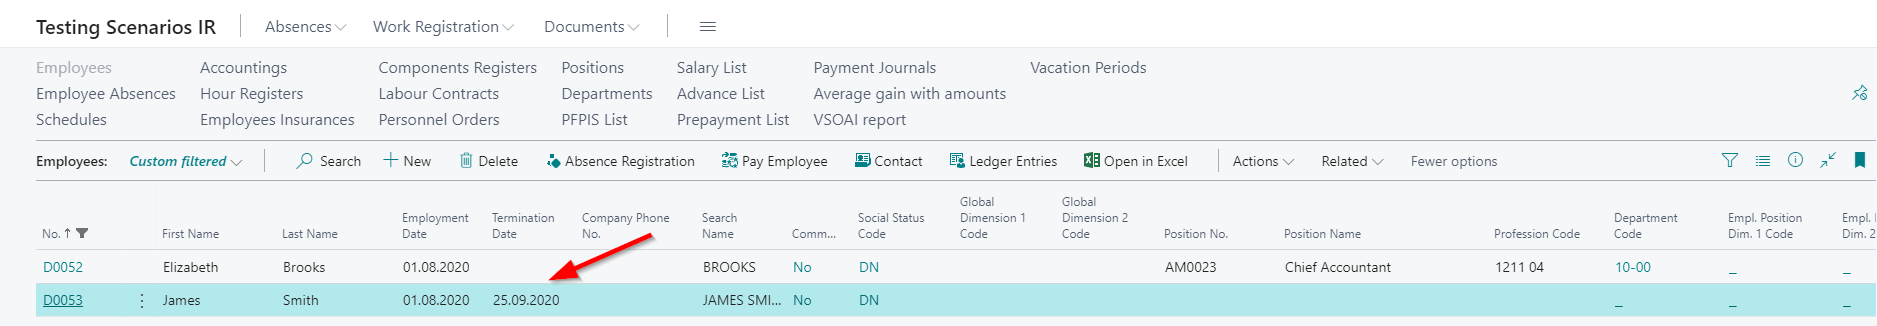 Testing Scenarios IR Absences Work Registration Documents
Employees Accountings Components Registers Positions Salary List Payment Journals Vacation Periods
Employee Absences Hour Registers Labour Contracts Departments Advance List Average gain with amounts
Schedules Employees Insurances Personnel Orders PFPIS List Prepayment List VSOAI report
Employees: Custom filtered Search New Delete Absence Registration Pay Employee Contact Ledger Entries Open in Excel Actions Related Fewer options
No. ↑ First Name Last Name Employment Date Termination Date Company Phone No. Search Name Comm... Social Status Code Global Dimension 1 Code Global Dimension 2 Code Position No. Position Name Profession Code Department Code Empl. Position Dim. 1 Code Empl. Dim. 2
D0052 Elizabeth Brooks 01.08.2020 BROOKS No DN AM0023 Chief Accountant 1211 04 10-00 _ _
D0053 James Smith 01.08.2020 25.09.2020 JAMES SMI... No DN _ _ _